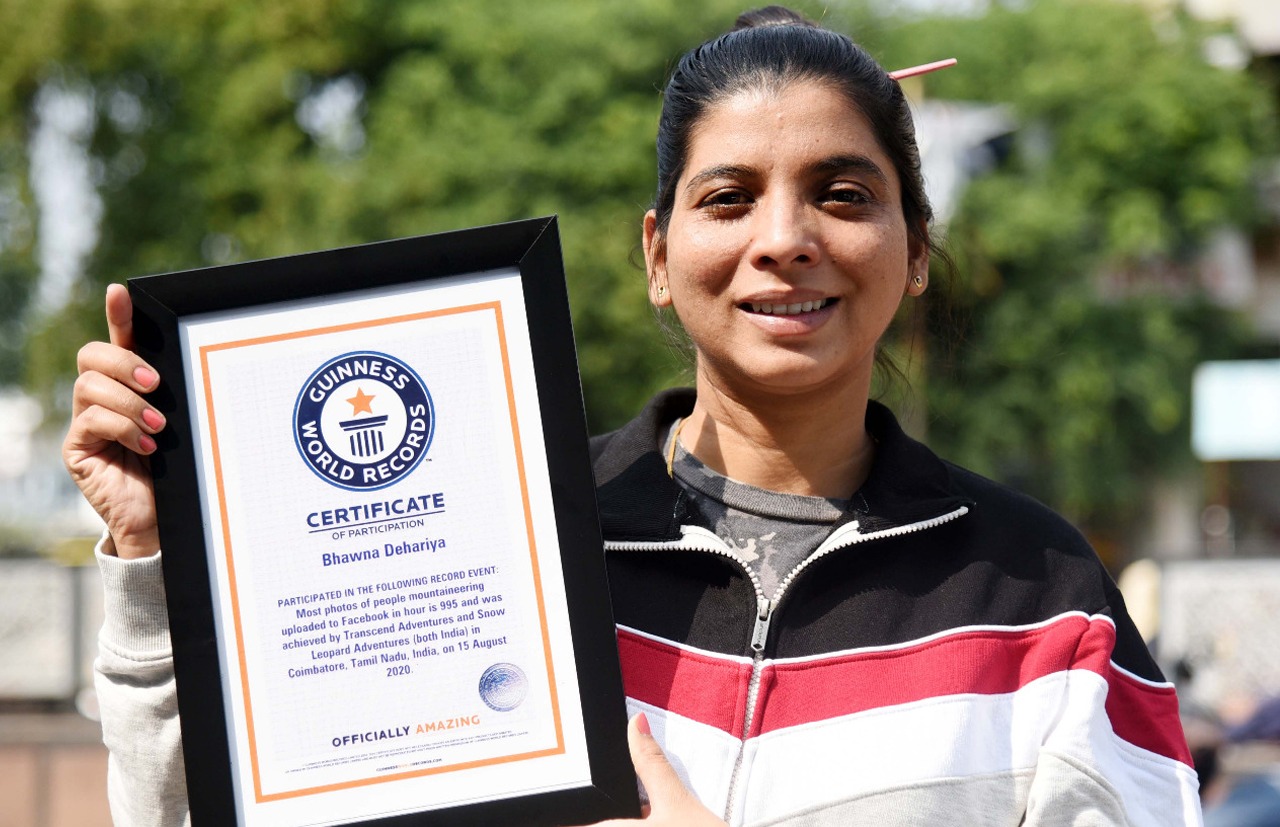 GUINNESS
WORLD RECORDS
CERTIFICATE
OF PARTICIPATION
Bhawna Dehariya
PARTICIPATED IN THE FOLLOWING RECORD EVENT:
Most photos of people mountaineering
uploaded to Facebook in hour is 995 and was
achieved by Transcend Adventures and Snow
Leopard Adventures (both India) in
Coimbatore, Tamil Nadu, India, on 15 August
2020.
OFFICIALLY AMAZING